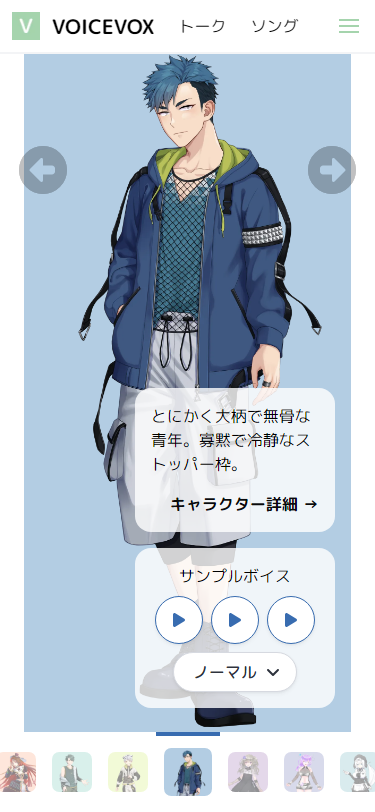 V VOICEVOX トーク ソング
とにかく大柄で無骨な
青年。寡黙で冷静なス
トッパー枠。
キャラクター詳細 →
サンプルボイス
ノーマル